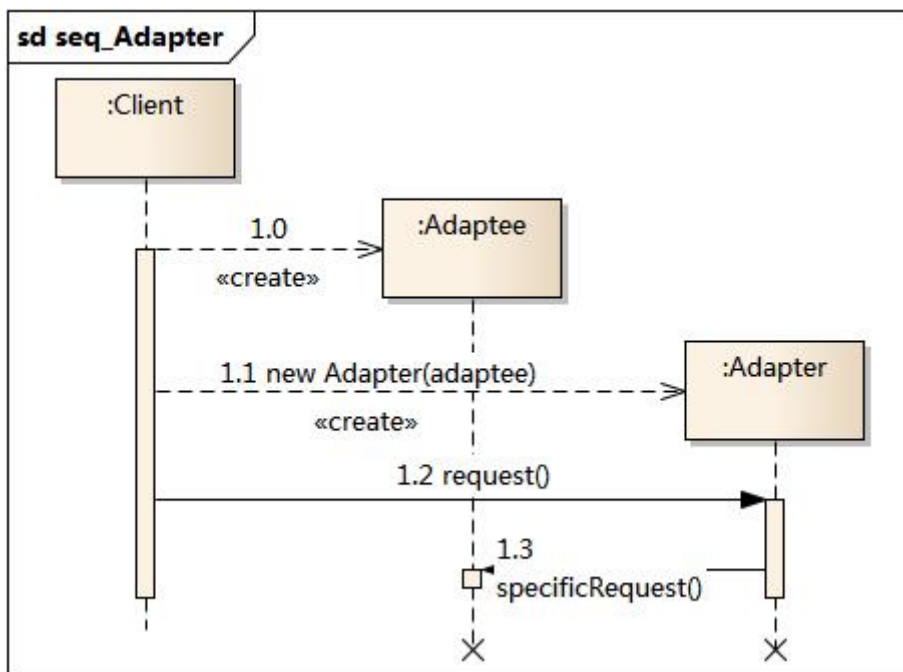 sd seq_Adapter
:Client
:Adaptee
1.0
«create»
:Adapter
1.1 new Adapter(adaptee)
«create»
1.2 request()
1.3
specificRequest()